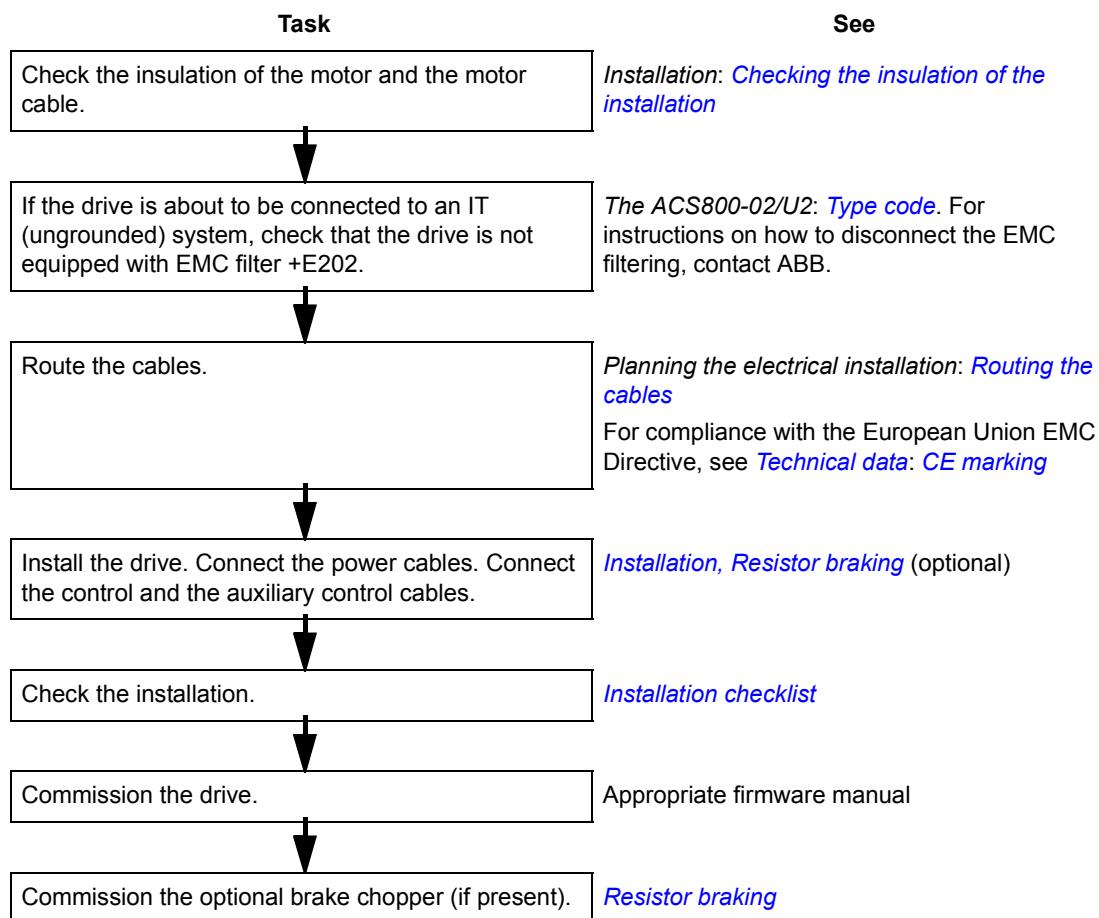 Task
See
Check the insulation of the motor and the motor
cable.
Installation: Checking the insulation of the
installation
If the drive is about to be connected to an IT
(ungrounded) system, check that the drive is not
equipped with EMC filter +E202.
The ACS800-02/U2: Type code. For
instructions on how to disconnect the EMC
filtering, contact ABB.
Route the cables.
Planning the electrical installation: Routing the
cables
For compliance with the European Union EMC
Directive, see Technical data: CE marking
Install the drive. Connect the power cables. Connect
the control and the auxiliary control cables.
Installation, Resistor braking (optional)
Check the installation.
Installation checklist
Commission the drive.
Appropriate firmware manual
Commission the optional brake chopper (if present).
Resistor braking